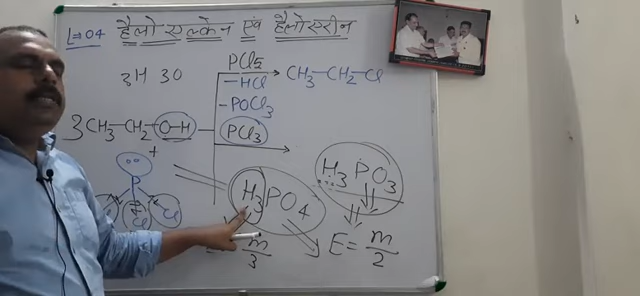 L→04 हैलो एल्केन एवं हैलोएरीन
3H 3O
PCl₅
CH₃–CH₂–Cl
–HCl
–POCl₃
3CH₃–CH₂–O–H
PCl₃
+
P
Cl
H₃PO₄
H₃PO₃
m/3
E = m/2